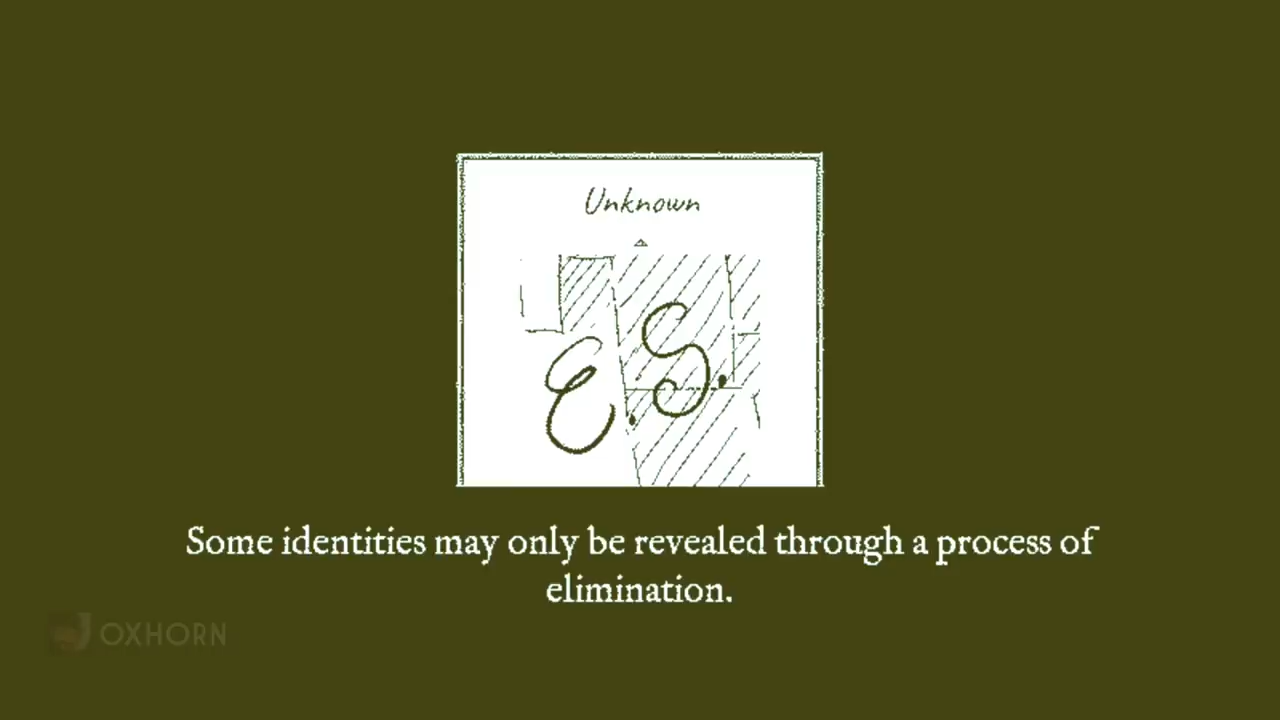 Unknown
E.S.
Some identities may only be revealed through a process of
elimination.
OXHORN